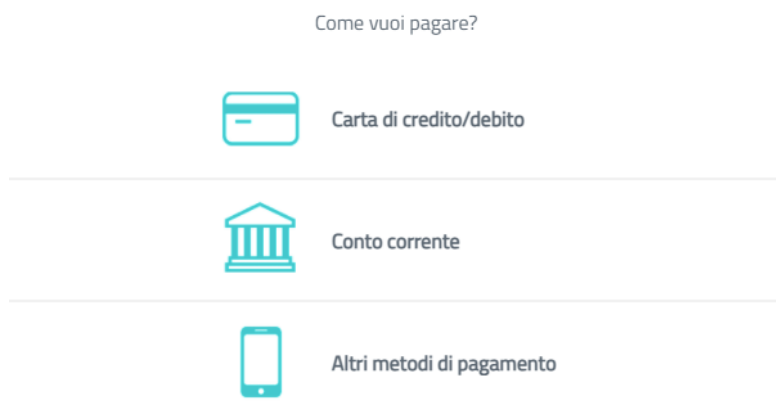 Come vuoi pagare?
Carta di credito/debito
Conto corrente
Altri metodi di pagamento